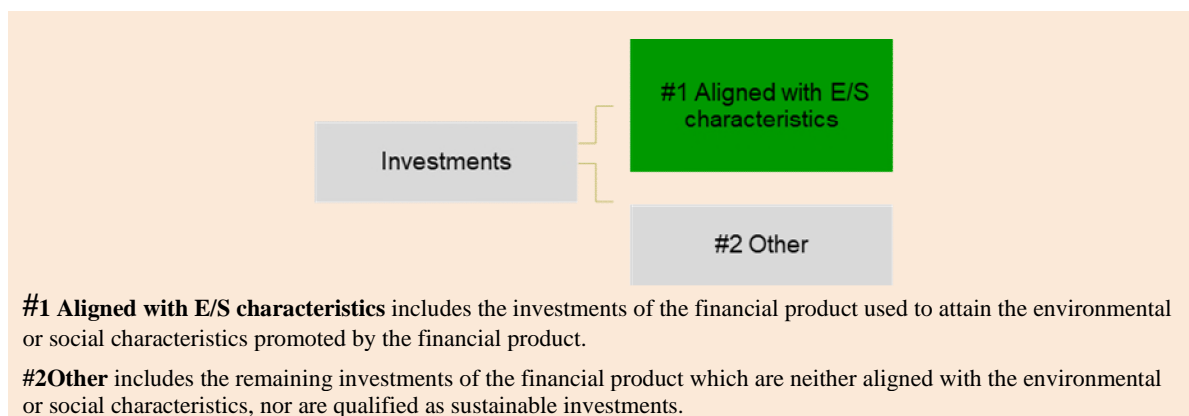 #1 Aligned with E/S
characteristics
Investments
#2 Other
#1 Aligned with E/S characteristics includes the investments of the financial product used to attain the environmental
or social characteristics promoted by the financial product.
#2Other includes the remaining investments of the financial product which are neither aligned with the environmental
or social characteristics, nor are qualified as sustainable investments.